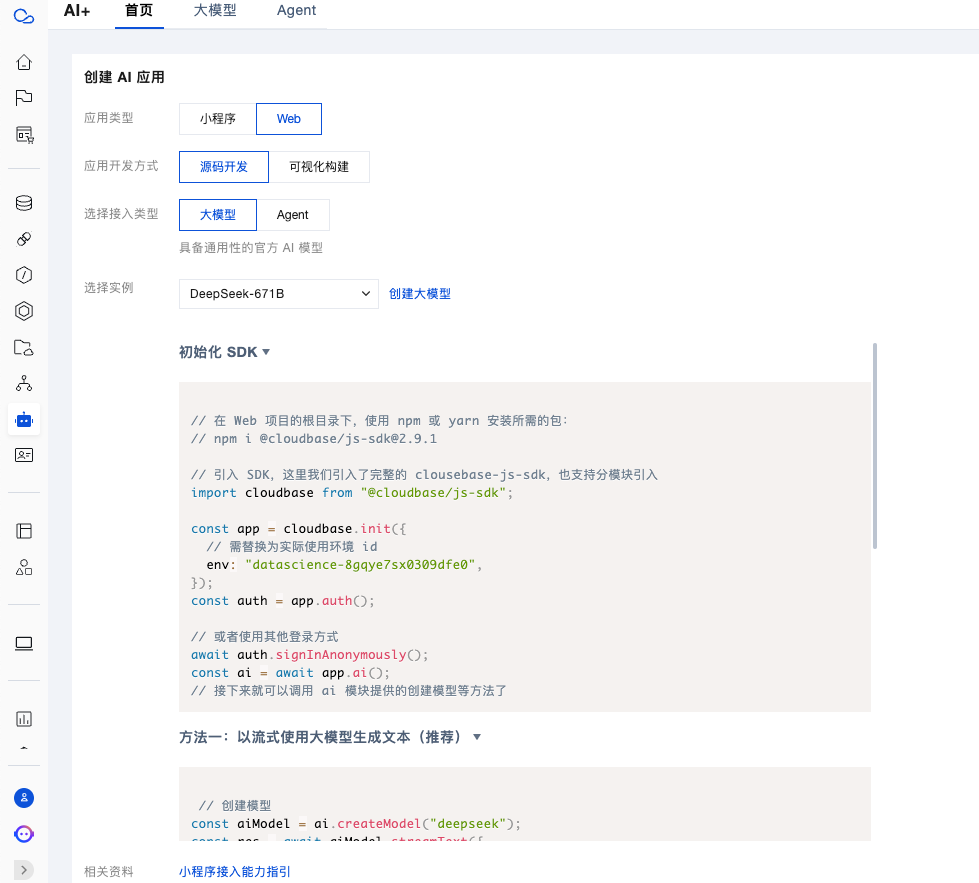 AI+ 首页 大模型 Agent
创建 AI 应用
应用类型 小程序 Web
应用开发方式 源码开发 可视化构建
选择接入类型 大模型 Agent
具备通用性的官方 AI 模型
选择实例 DeepSeek-671B 创建大模型
初始化 SDK ▾
// 在 Web 项目的根目录下，使用 npm 或 yarn 安装所需的包：
// npm i @cloudbase/js-sdk@2.9.1
// 引入 SDK，这里我们引入了完整的 clousebase-js-sdk，也支持分模块引入
import cloudbase from "@cloudbase/js-sdk";
const app = cloudbase.init({
// 需替换为实际使用环境 id
env: "datascience-8gqye7sx0309dfe0",
});
const auth = app.auth();
// 或者使用其他登录方式
await auth.signInAnonymously();
const ai = await app.ai();
// 接下来就可以调用 ai 模块提供的创建模型等方法了
方法一：以流式使用大模型生成文本（推荐） ▾
// 创建模型
const aiModel = ai.createModel("deepseek");
const res = await aiModel.streamText({
相关资料 小程序接入能力指引